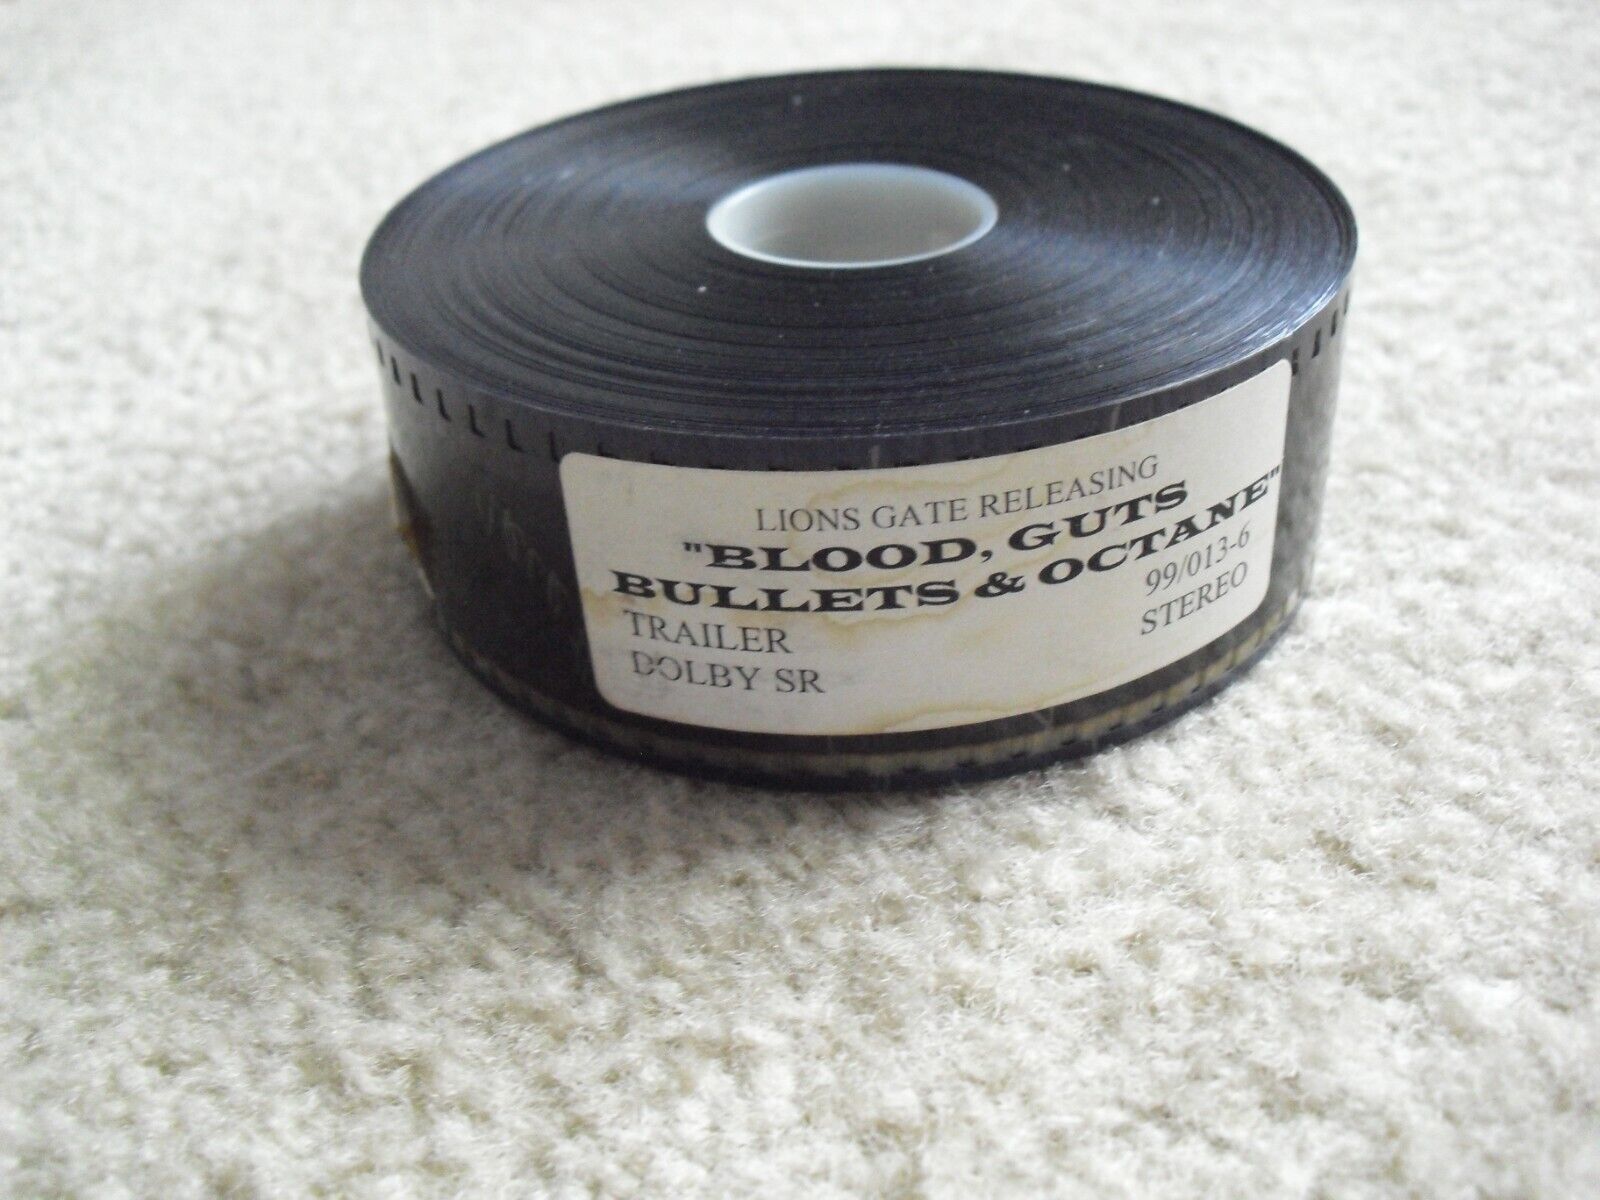 LIONS GATE RELEASING
"BLOOD, GUTS
BULLETS & OCTANE"
TRAILER 99/013-6
DOLBY SR STEREO